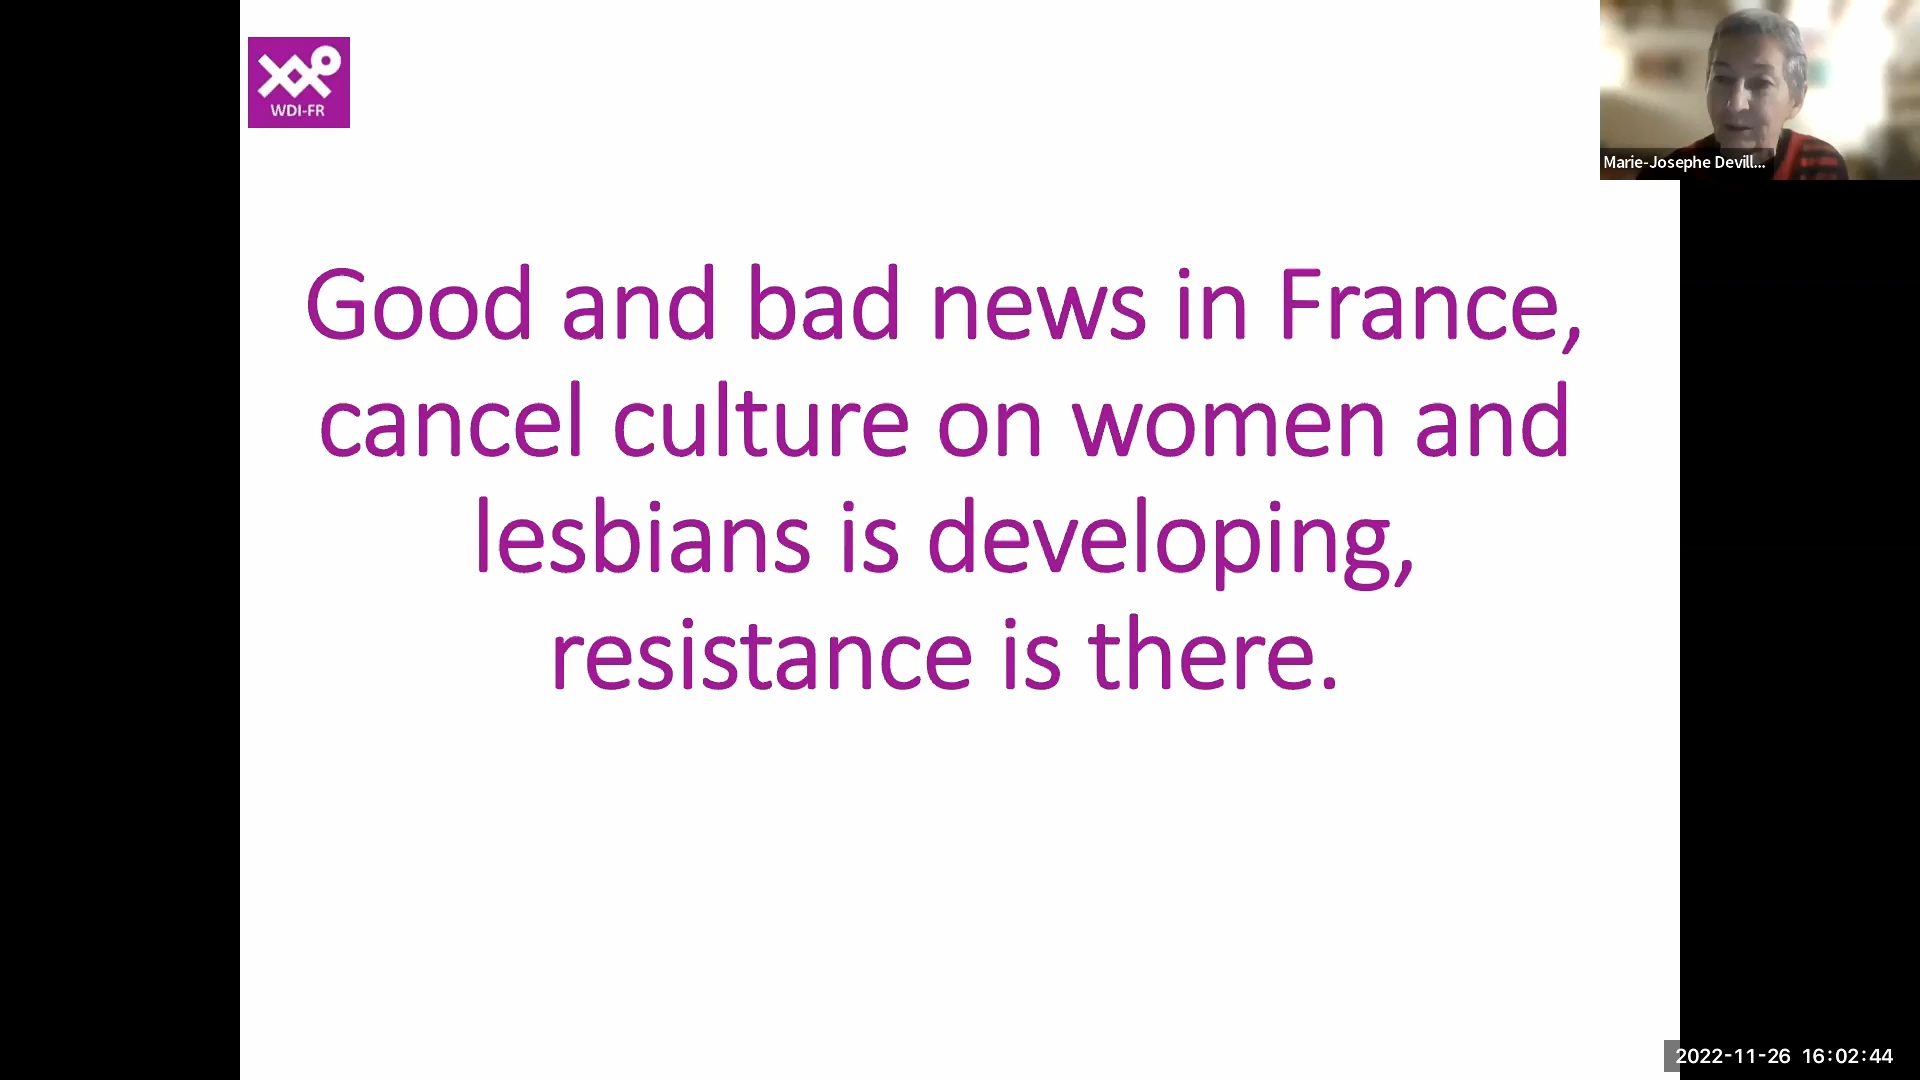 WDI-FR
Marie-Josephe Devill...
Good and bad news in France,
cancel culture on women and
lesbians is developing,
resistance is there.
2022-11-26 16:02:44